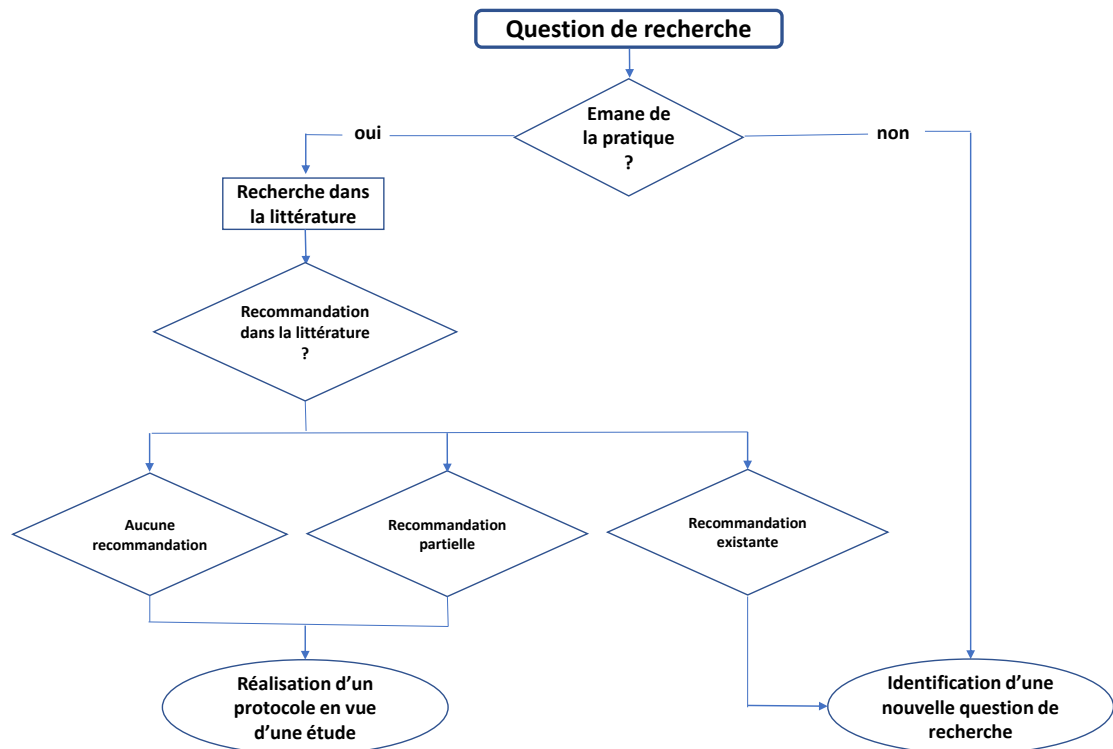 Question de recherche
Emane de
la pratique
?
oui
non
Recherche dans
la littérature
Recommandation
dans la littérature
?
Aucune
recommandation
Recommandation
partielle
Recommandation
existante
Réalisation d’un
protocole en vue
d’une étude
Identification d’une
nouvelle question de
recherche